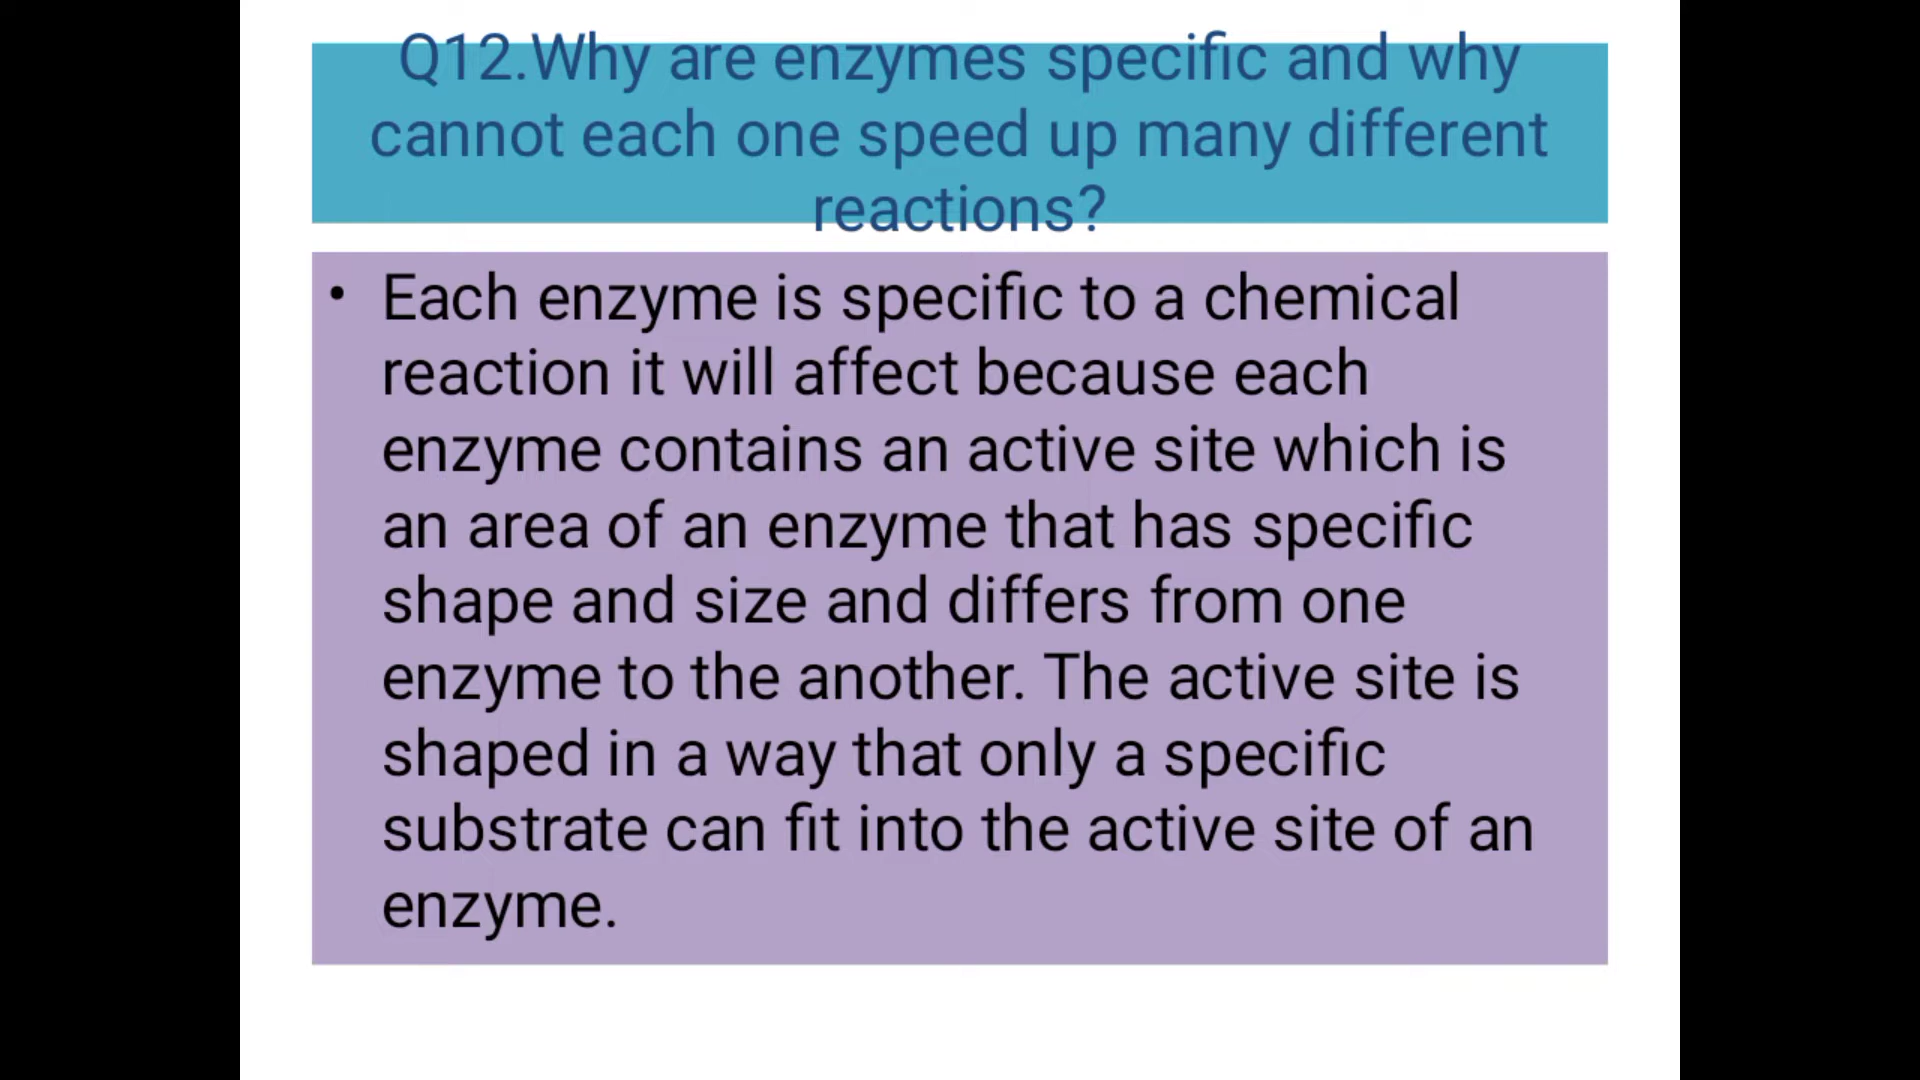 Q12.Why are enzymes specific and why
cannot each one speed up many different
reactions?
• Each enzyme is specific to a chemical
reaction it will affect because each
enzyme contains an active site which is
an area of an enzyme that has specific
shape and size and differs from one
enzyme to the another. The active site is
shaped in a way that only a specific
substrate can fit into the active site of an
enzyme.